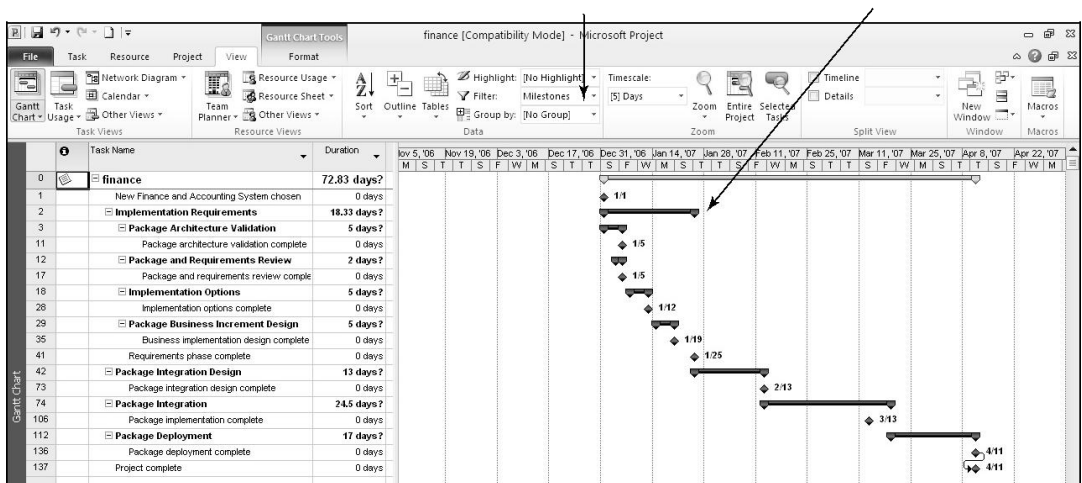 Gantt Chart Tools
finance [Compatibility Mode] - Microsoft Project
File Task Resource Project View Format
Gantt Chart
Task Usage
Network Diagram
Calendar
Other Views
Task Views
Team Planner
Resource Usage
Resource Sheet
Other Views
Resource Views
Sort
Outline
Tables
Highlight: [No Highlight]
Filter: Milestones
Group by: [No Group]
Data
Timescale:
[5] Days
Zoom
Entire Project
Selected Tasks
Zoom
Timeline
Details
Split View
New Window
Window
Macros
Macros
Task Name Duration
Nov 5, '06 Nov 19, '06 Dec 3, '06 Dec 17, '06 Dec 31, '06 Jan 14, '07 Jan 28, '07 Feb 11, '07 Feb 25, '07 Mar 11, '07 Mar 25, '07 Apr 8, '07 Apr 22, '07
M S T T S F W M S T T S F W M S T T S F W M S T T S F W M S T T S F W M
0 finance 72.83 days?
1 New Finance and Accounting System chosen 0 days 1/1
2 Implementation Requirements 18.33 days?
3 Package Architecture Validation 5 days?
11 Package architecture validation complete 0 days 1/5
12 Package and Requirements Review 2 days?
17 Package and requirements review comple 0 days 1/5
18 Implementation Options 5 days?
28 Implementation options complete 0 days 1/12
29 Package Business Increment Design 5 days?
35 Business implementation design complete 0 days 1/19
41 Requirements phase complete 0 days 1/25
42 Package Integration Design 13 days?
73 Package integration design complete 0 days 2/13
74 Package Integration 24.5 days?
106 Package implementation complete 0 days 3/13
112 Package Deployment 17 days?
136 Package deployment complete 0 days 4/11
137 Project complete 0 days 4/11
Gantt Chart